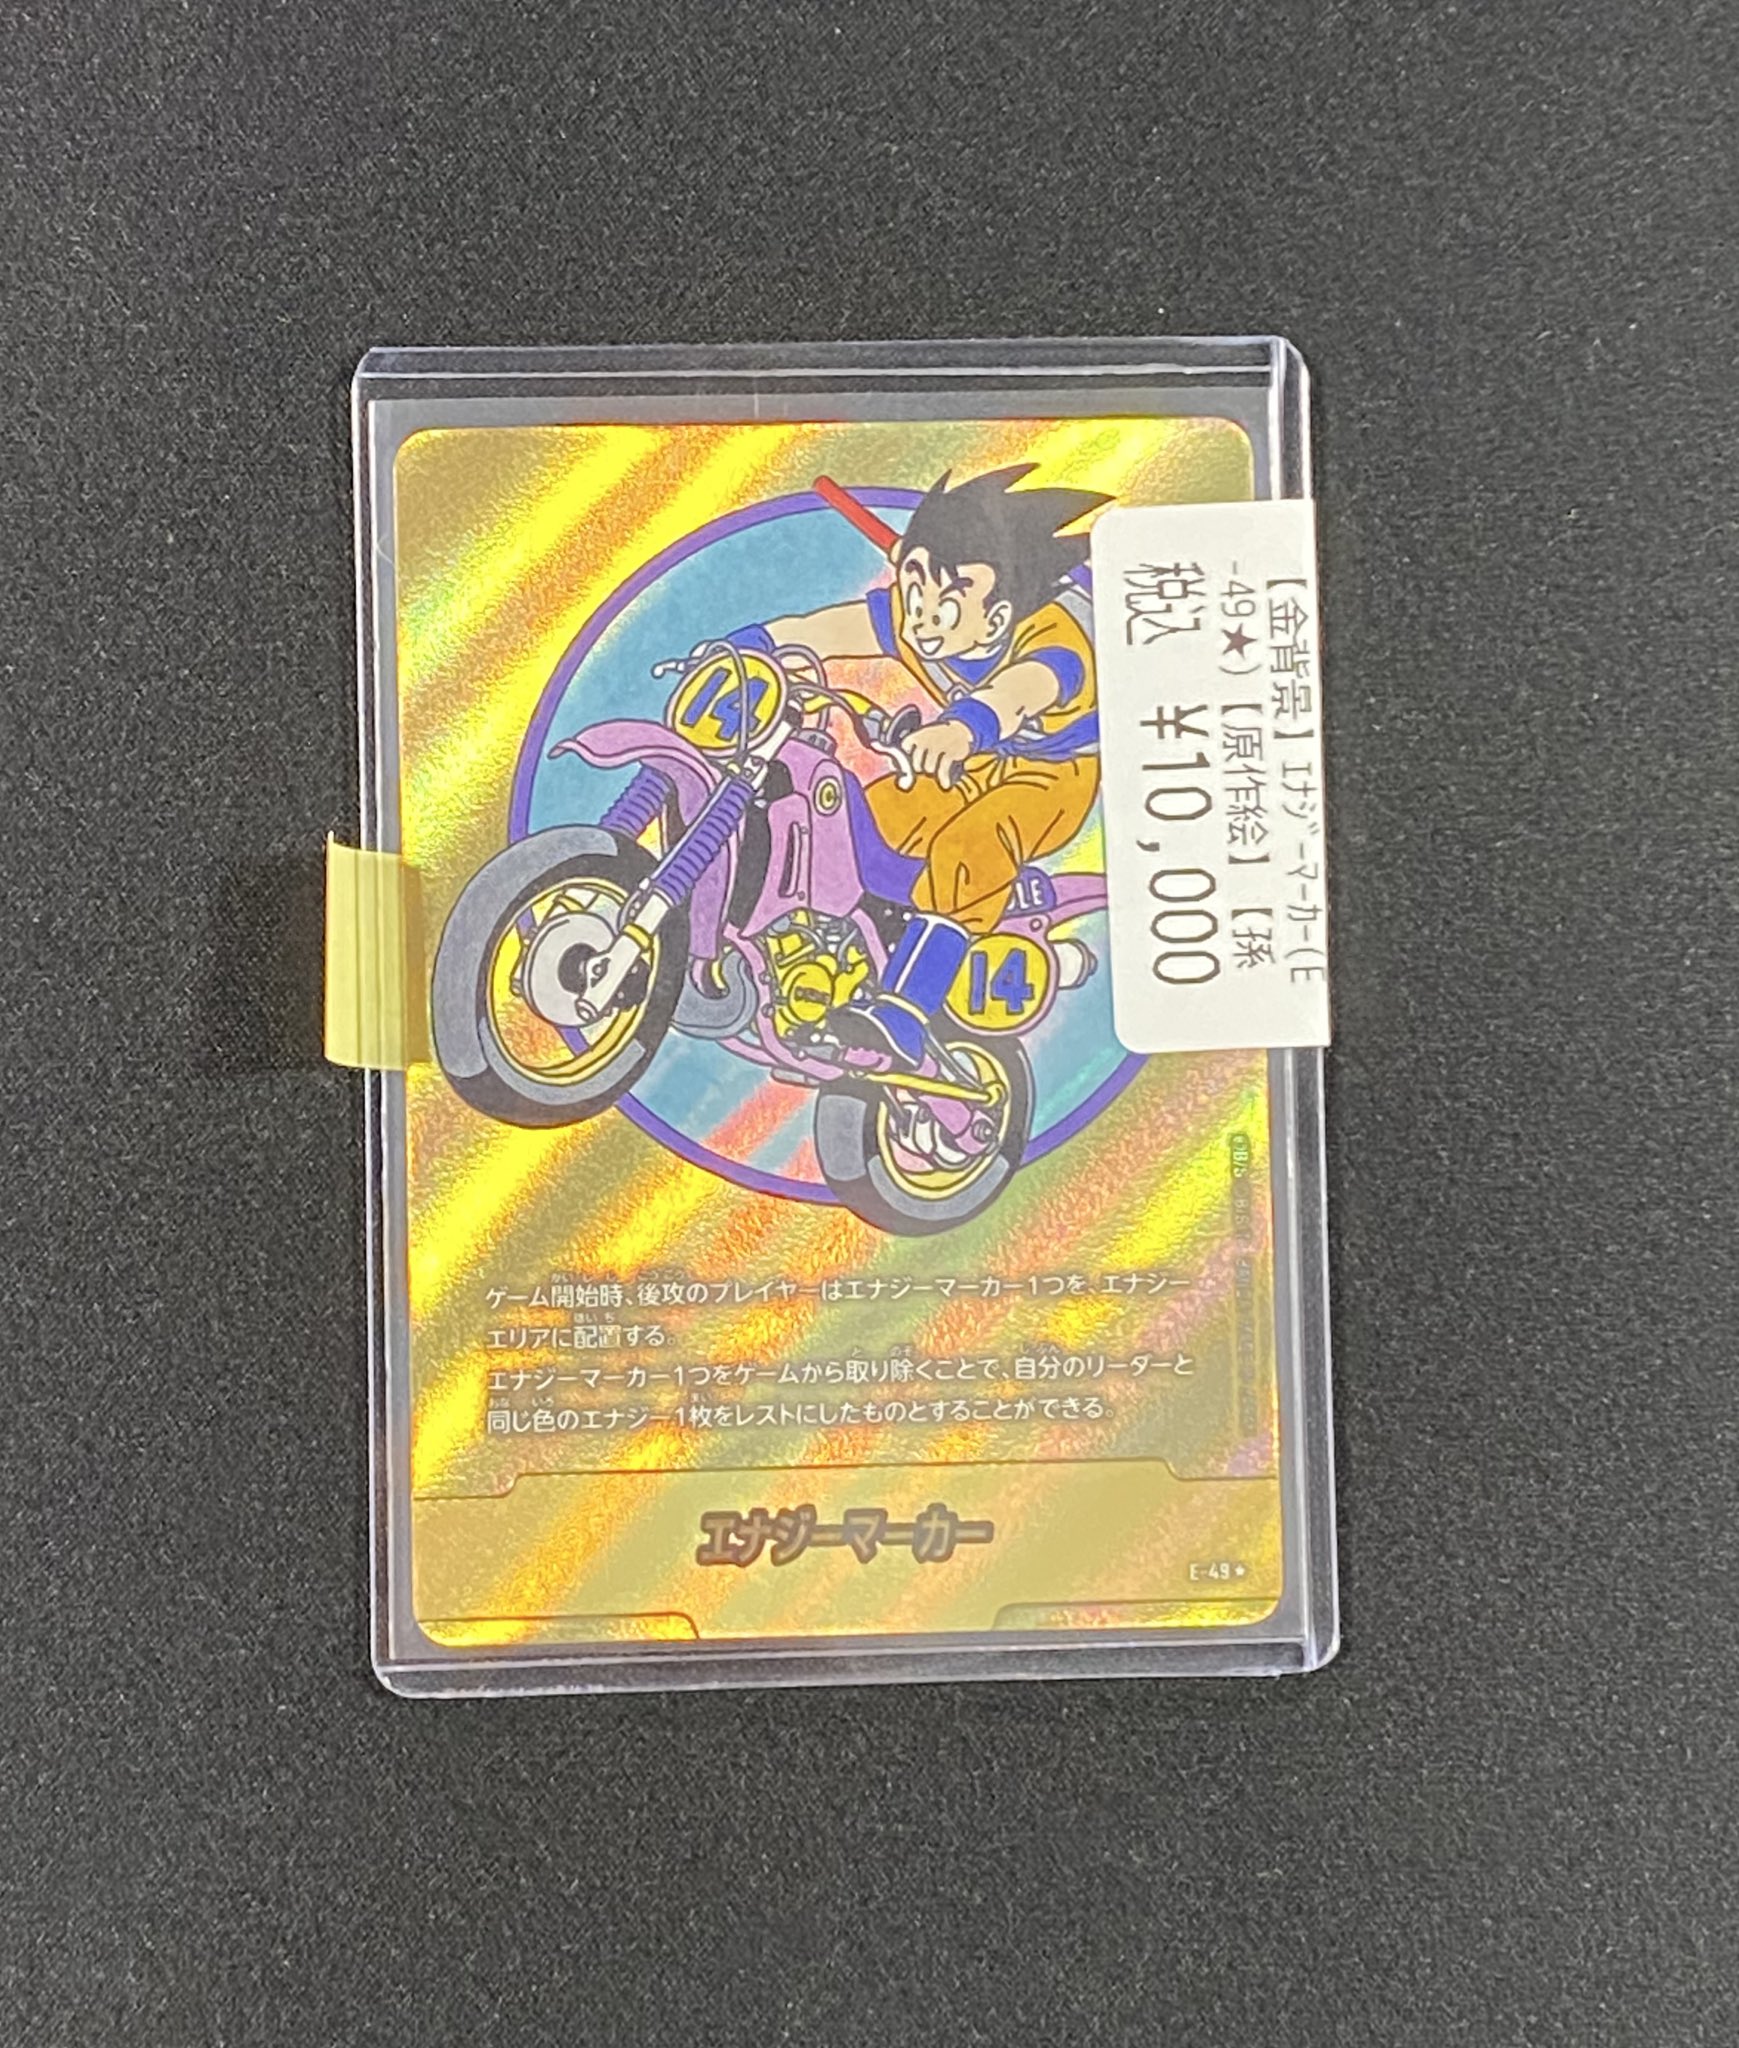 【金背景】エナジーマーカー(E
-49★)【原作絵】【孫
税込 ¥10,000
14
14
ゲーム開始時、後攻のプレイヤーはエナジーマーカー1つを、エナジー
エリアに配置する。
エナジーマーカー1つをゲームから取り除くことで、自分のリーダーと
同じ色のエナジー1枚をレストにしたものとすることができる。
エナジーマーカー
E-49★